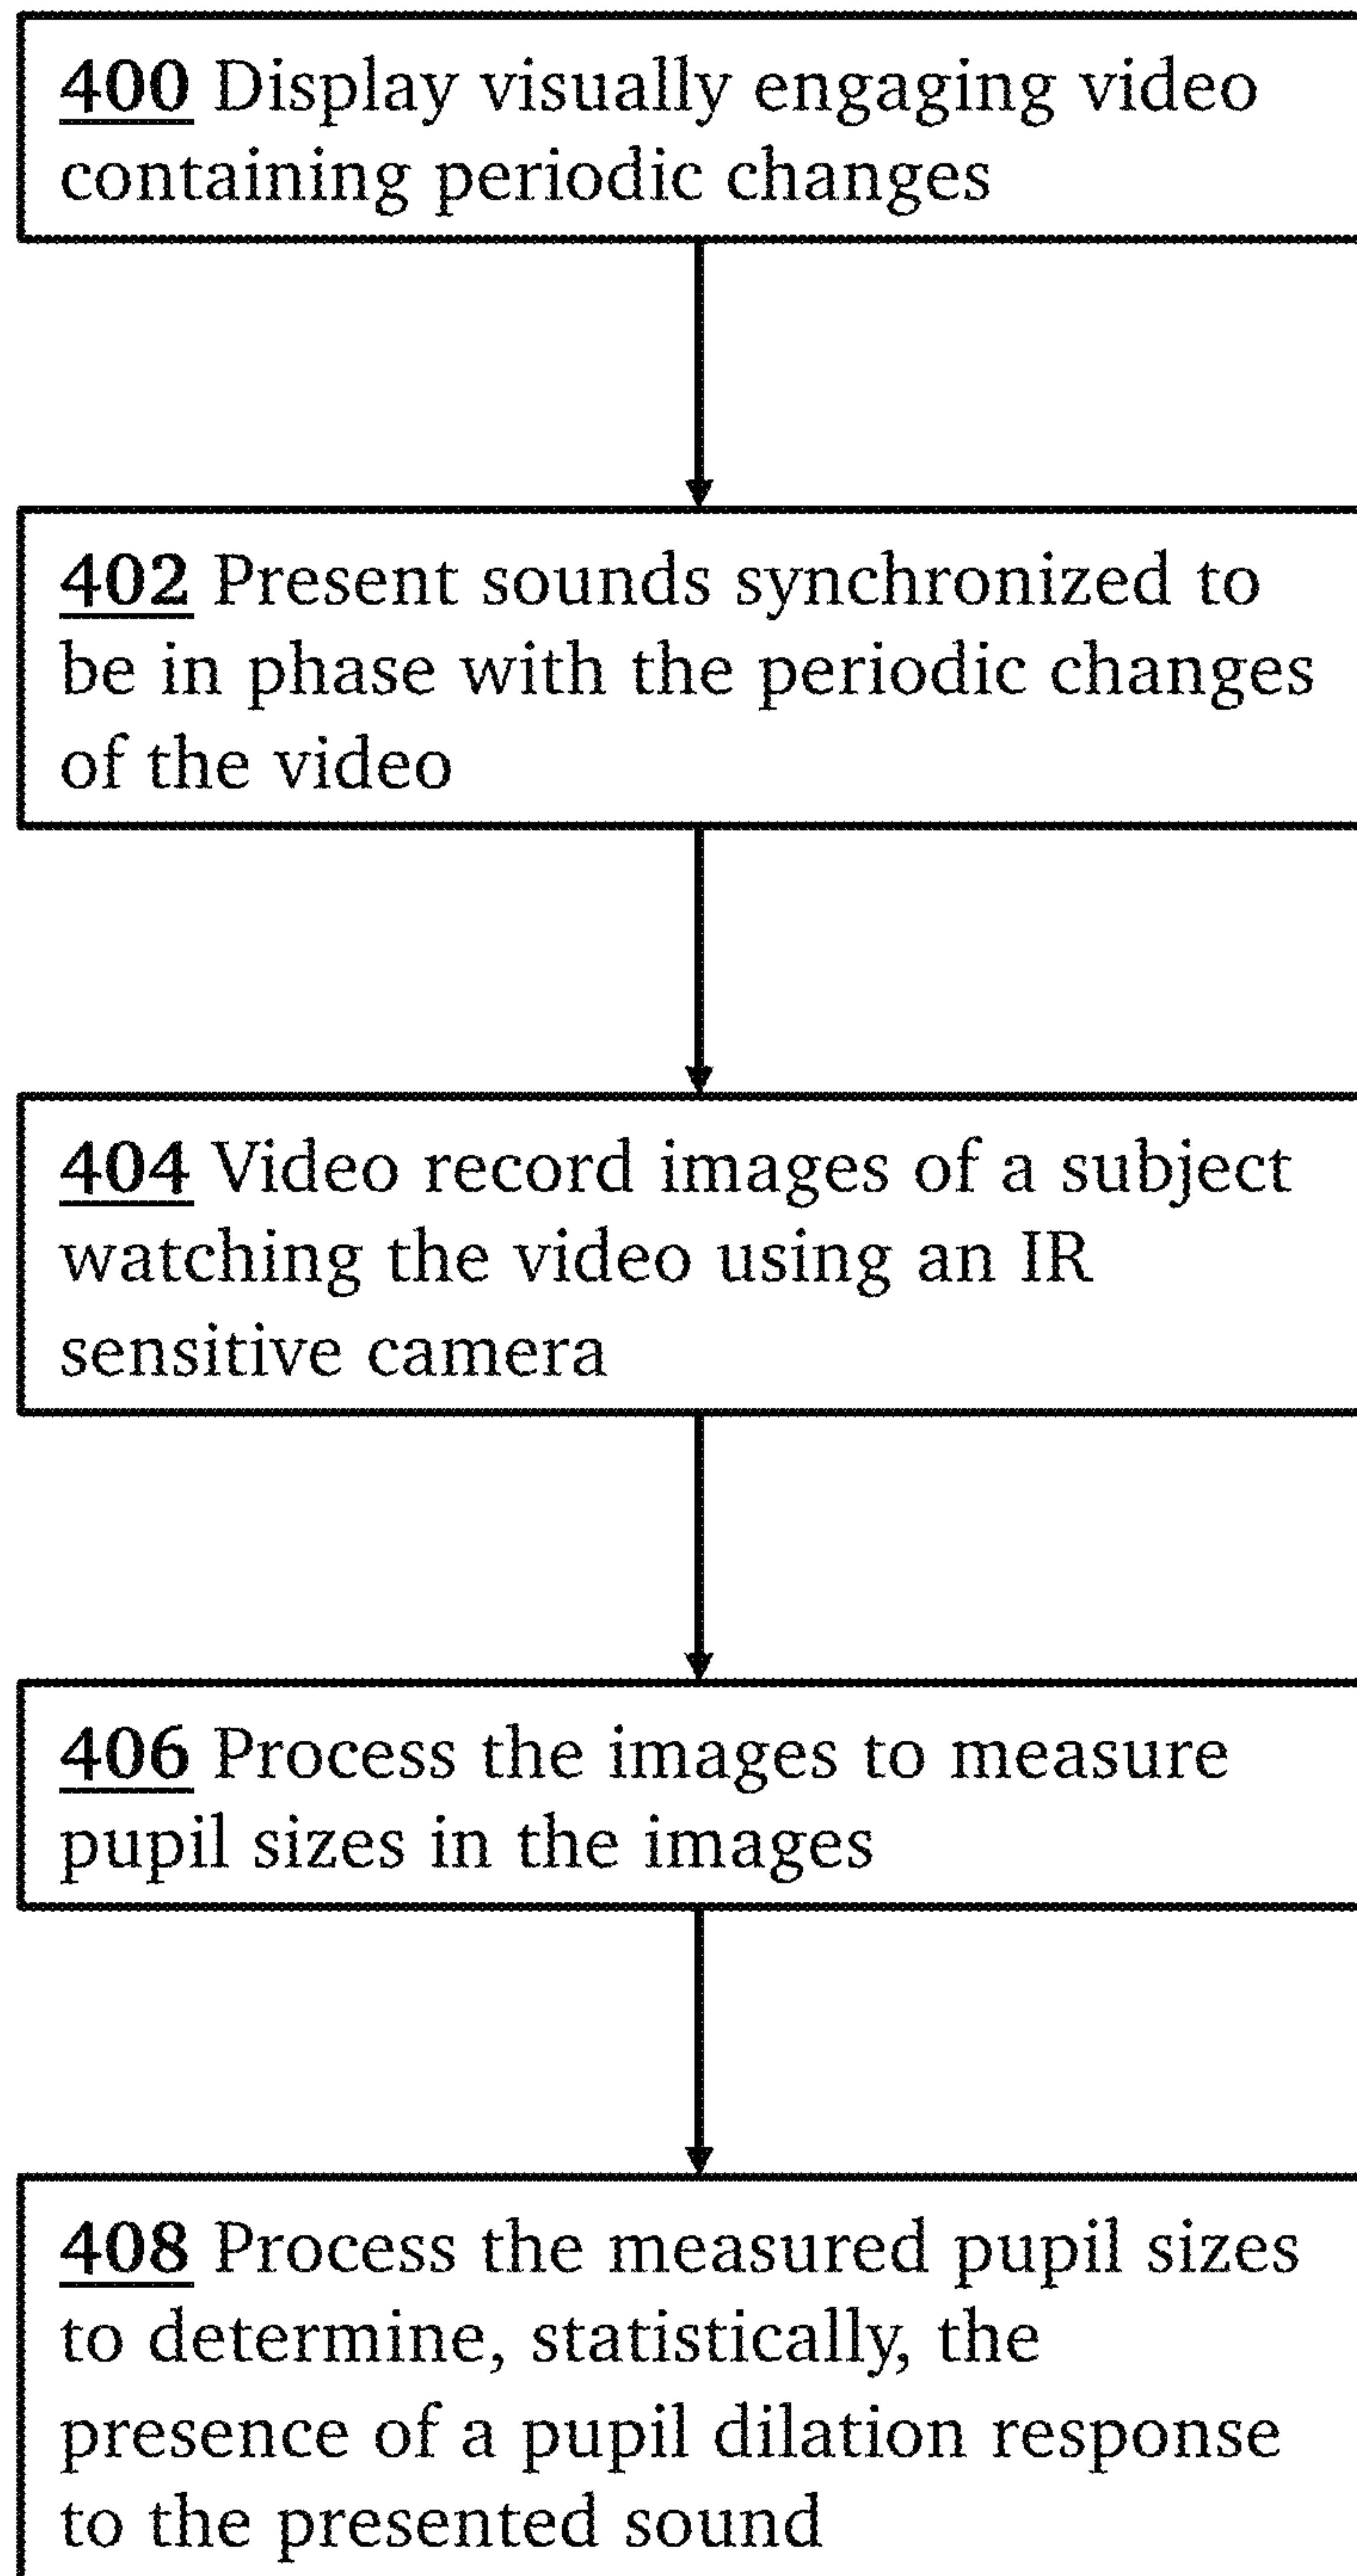 400 Display visually engaging video
containing periodic changes
402 Present sounds synchronized to
be in phase with the periodic changes
of the video
404 Video record images of a subject
watching the video using an IR
sensitive camera
406 Process the images to measure
pupil sizes in the images
408 Process the measured pupil sizes
to determine, statistically, the
presence of a pupil dilation response
to the presented sound